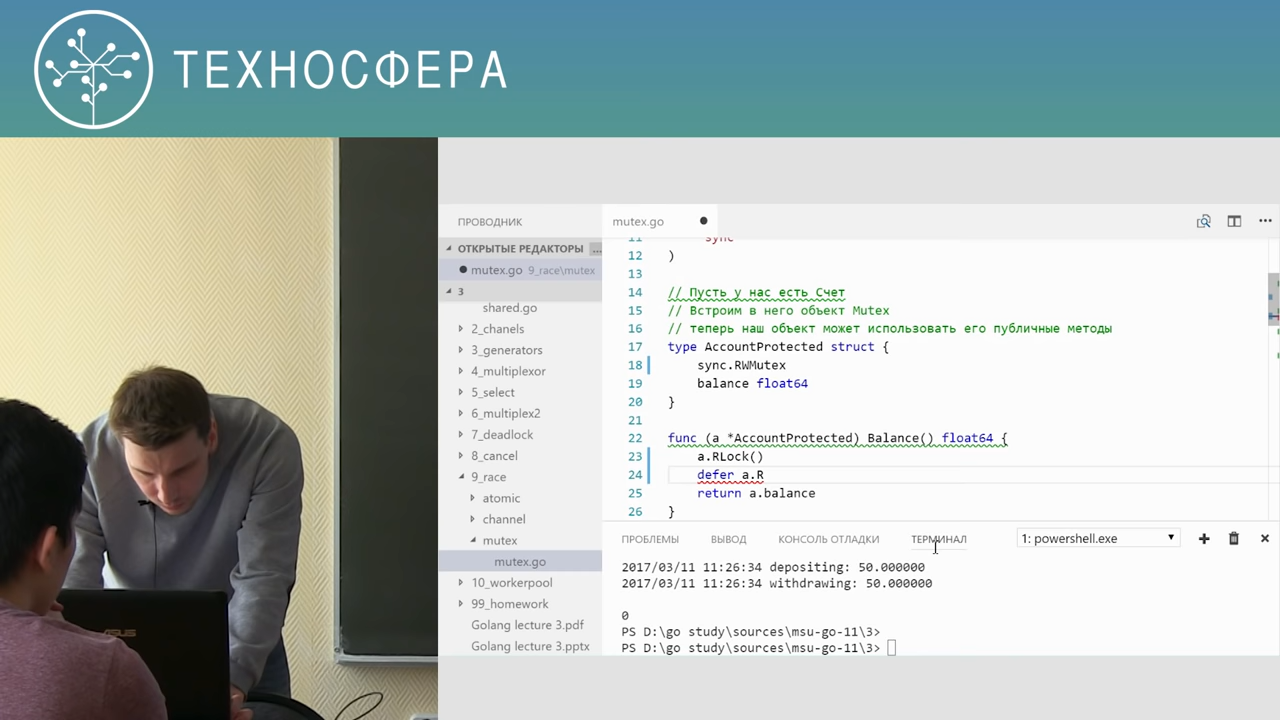 ТЕХНОСФЕРА
ПРОВОДНИК
ОТКРЫТЫЕ РЕДАКТОРЫ ...
mutex.go 9_race\mutex
3
shared.go
2_chanels
3_generators
4_multiplexor
5_select
6_multiplex2
7_deadlock
8_cancel
9_race
atomic
channel
mutex
mutex.go
10_workerpool
99_homework
Golang lecture 3.pdf
Golang lecture 3.pptx
mutex.go
11 "sync"
12 )
13
14 // Пусть у нас есть Счет
15 // Встроим в него объект Mutex
16 // теперь наш объект может использовать его публичные методы
17 type AccountProtected struct {
18 sync.RWMutex
19 balance float64
20 }
21
22 func (a *AccountProtected) Balance() float64 {
23 a.RLock()
24 defer a.R
25 return a.balance
26 }
ПРОБЛЕМЫ ВЫВОД КОНСОЛЬ ОТЛАДКИ ТЕРМИНАЛ 1: powershell.exe
2017/03/11 11:26:34 depositing: 50.000000
2017/03/11 11:26:34 withdrawing: 50.000000
0
PS D:\go study\sources\msu-go-11\3>
PS D:\go study\sources\msu-go-11\3>
ASUS